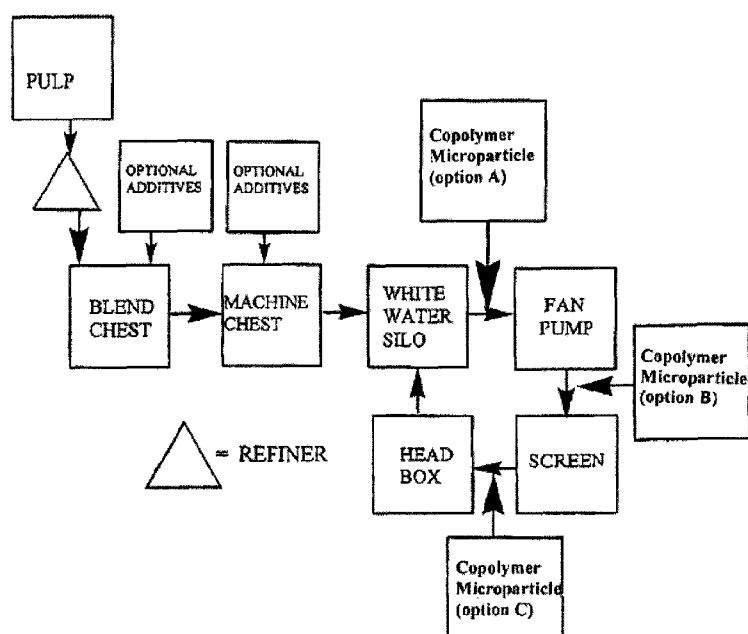 PULP
OPTIONAL
ADDITIVES
OPTIONAL
ADDITIVES
Copolymer
Microparticle
(option A)
BLEND
CHEST
MACHINE
CHEST
WHITE
WATER
SILO
FAN
PUMP
Copolymer
Microparticle
(option B)
= REFINER
HEAD
BOX
SCREEN
Copolymer
Microparticle
(option C)